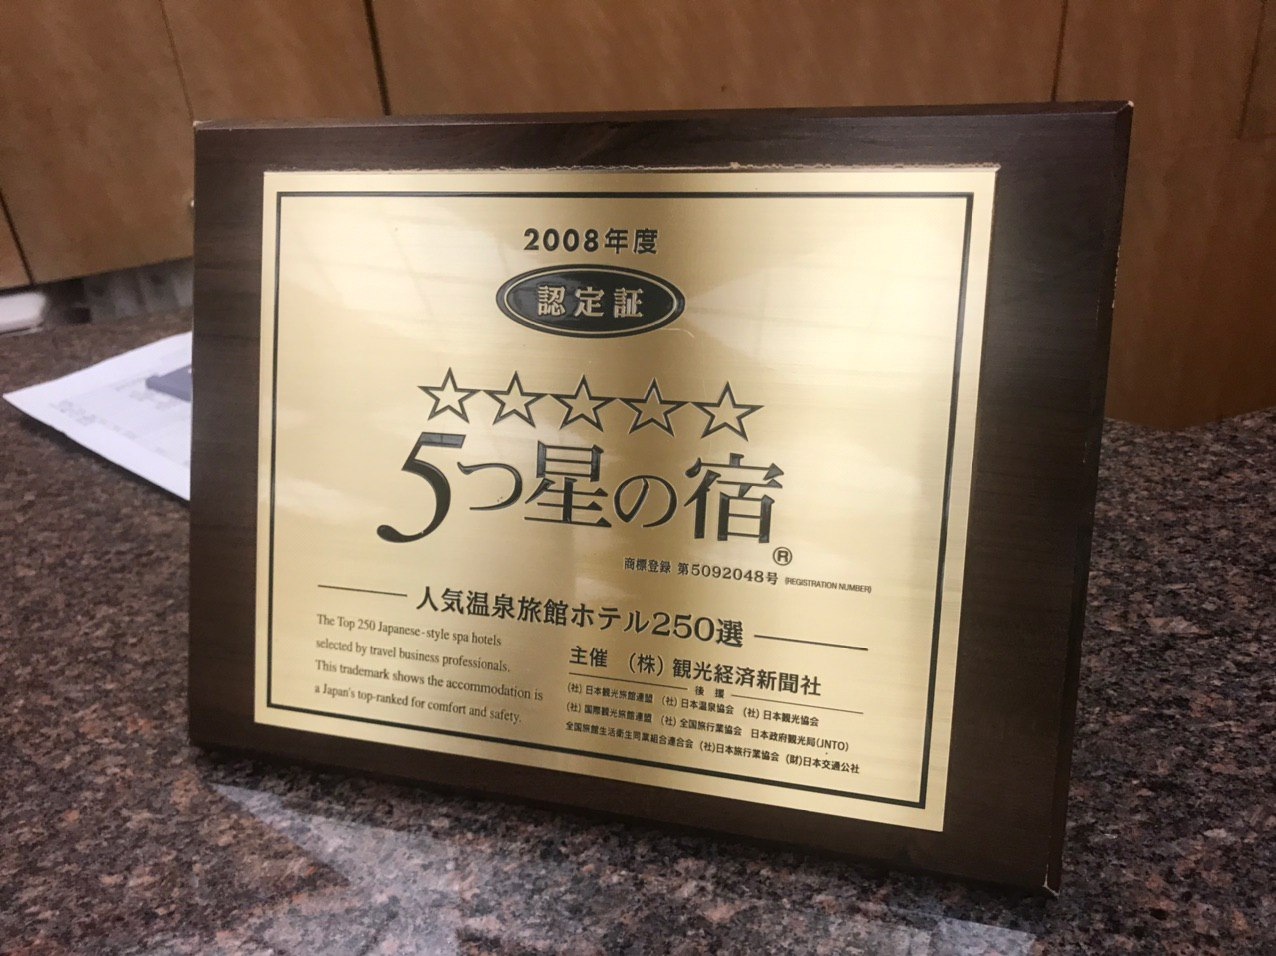 2008年度
認定証
5つ星の宿®
商標登録 第5092048号 (REGISTRATION NUMBER)
人気温泉旅館ホテル250選
The Top 250 Japanese-style spa hotels
selected by travel business professionals.
This trademark shows the accommodation is
a Japan's top-ranked for comfort and safety.
主催 (株)観光経済新聞社
後援
(社)日本観光旅館連盟 (社)日本温泉協会 (社)日本観光協会
(社)国際観光旅館連盟 (社)全国旅行業協会 日本政府観光局(JNTO)
全国旅館生活衛生同業組合連合会 (社)日本旅行業協会 (財)日本交通公社